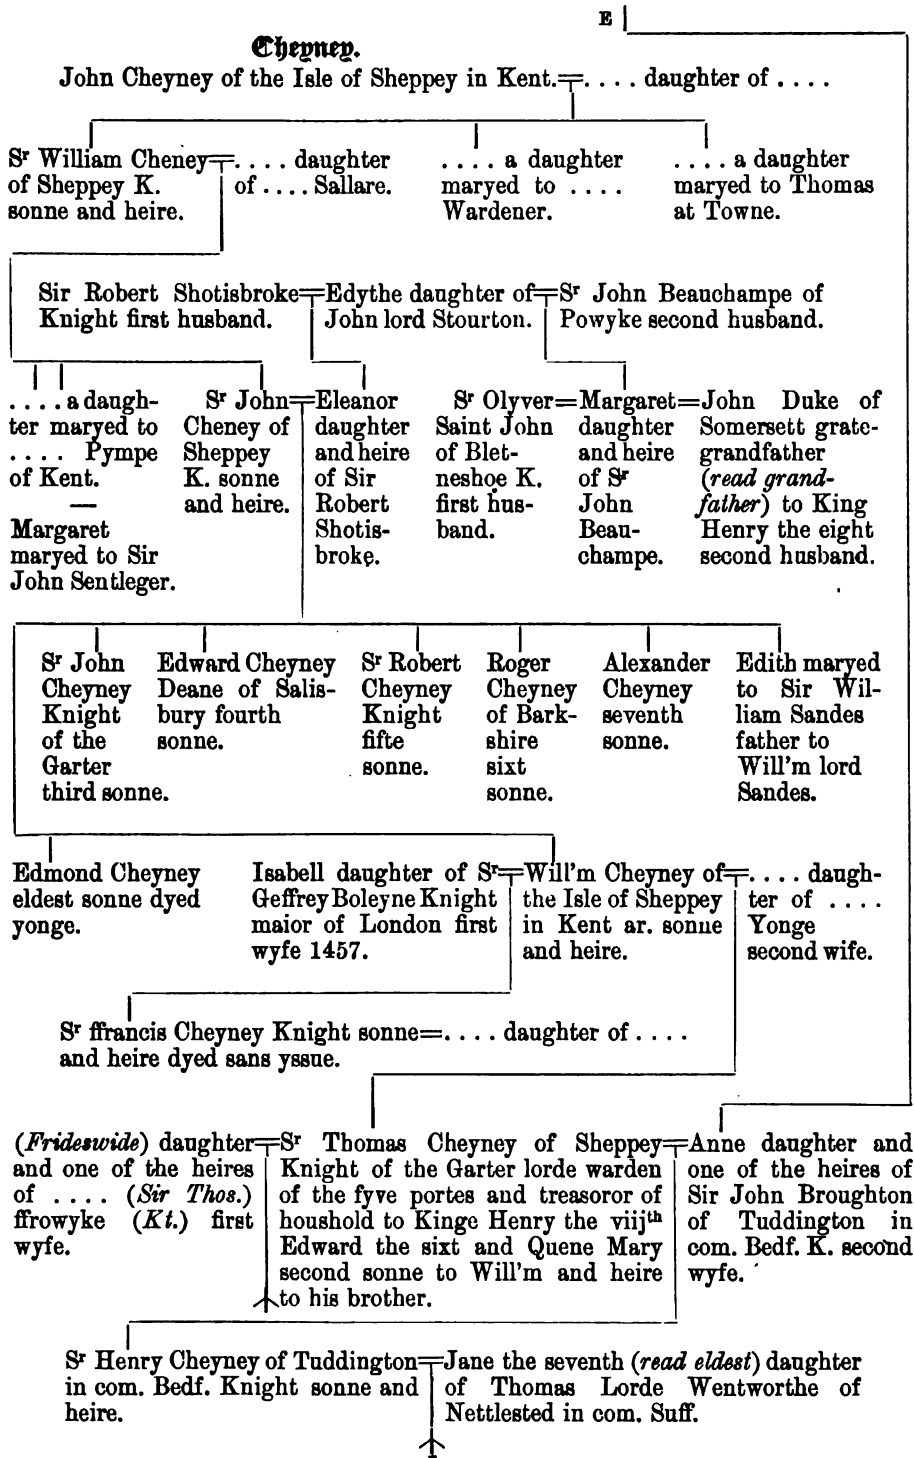 E
Cheyney.
John Cheyney of the Isle of Sheppey in Kent.=. . . . daughter of . . . .
Sr William Cheney=
of Sheppey K.
sonne and heire.
. . . . daughter
of . . . . Sallare.
. . . . a daughter
maryed to . . . .
Wardener.
. . . . a daughter
maryed to Thomas
at Towne.
Sir Robert Shotisbroke=
Knight first husband.
Edythe daughter of=
John lord Stourton.
Sr John Beauchampe of
Powyke second husband.
. . . . a daugh-
ter maryed to
. . . . Pympe
of Kent.
—
Margaret
maryed to Sir
John Sentleger.
Sr John=
Cheney of
Sheppey
K. sonne
and heire.
Eleanor
daughter
and heire
of Sir
Robert
Shotis-
broke.
Sr Olyver=
Saint John
of Blet-
neshoe K.
first hus-
band.
Margaret=
daughter
and heire
of Sr
John
Beau-
champe.
John Duke of
Somersett grate-
grandfather
(read grand-
father) to King
Henry the eight
second husband.
Sr John
Cheyney
Knight
of the
Garter
third sonne.
Edward Cheyney
Deane of Salis-
bury fourth
sonne.
Sr Robert
Cheyney
Knight
fifte
sonne.
Roger
Cheyney
of Bark-
shire
sixt
sonne.
Alexander
Cheyney
seventh
sonne.
Edith maryed
to Sir Wil-
liam Sandes
father to
Will'm lord
Sandes.
Edmond Cheyney
eldest sonne dyed
yonge.
Isabell daughter of Sr=
Geffrey Boleyne Knight
maior of London first
wyfe 1457.
Will'm Cheyney of=
the Isle of Sheppey
in Kent ar. sonne
and heire.
. . . . daugh-
ter of . . . .
Yonge
second wife.
Sr ffrancis Cheyney Knight sonne=. . . . daughter of . . . .
and heire dyed sans yssue.
(Frideswide) daughter=
and one of the heires
of . . . . (Sir Thos.)
ffrowyke (Kt.) first
wyfe.
Sr Thomas Cheyney of Sheppey=
Knight of the Garter lorde warden
of the fyve portes and treasoror of
houshold to Kinge Henry the viijth
Edward the sixt and Quene Mary
second sonne to Will'm and heire
to his brother.
Anne daughter and
one of the heires of
Sir John Broughton
of Tuddington in
com. Bedf. K. second
wyfe.
Sr Henry Cheyney of Tuddington=
in com. Bedf. Knight sonne and
heire.
Jane the seventh (read eldest) daughter
of Thomas Lorde Wentworthe of
Nettlested in com. Suff.